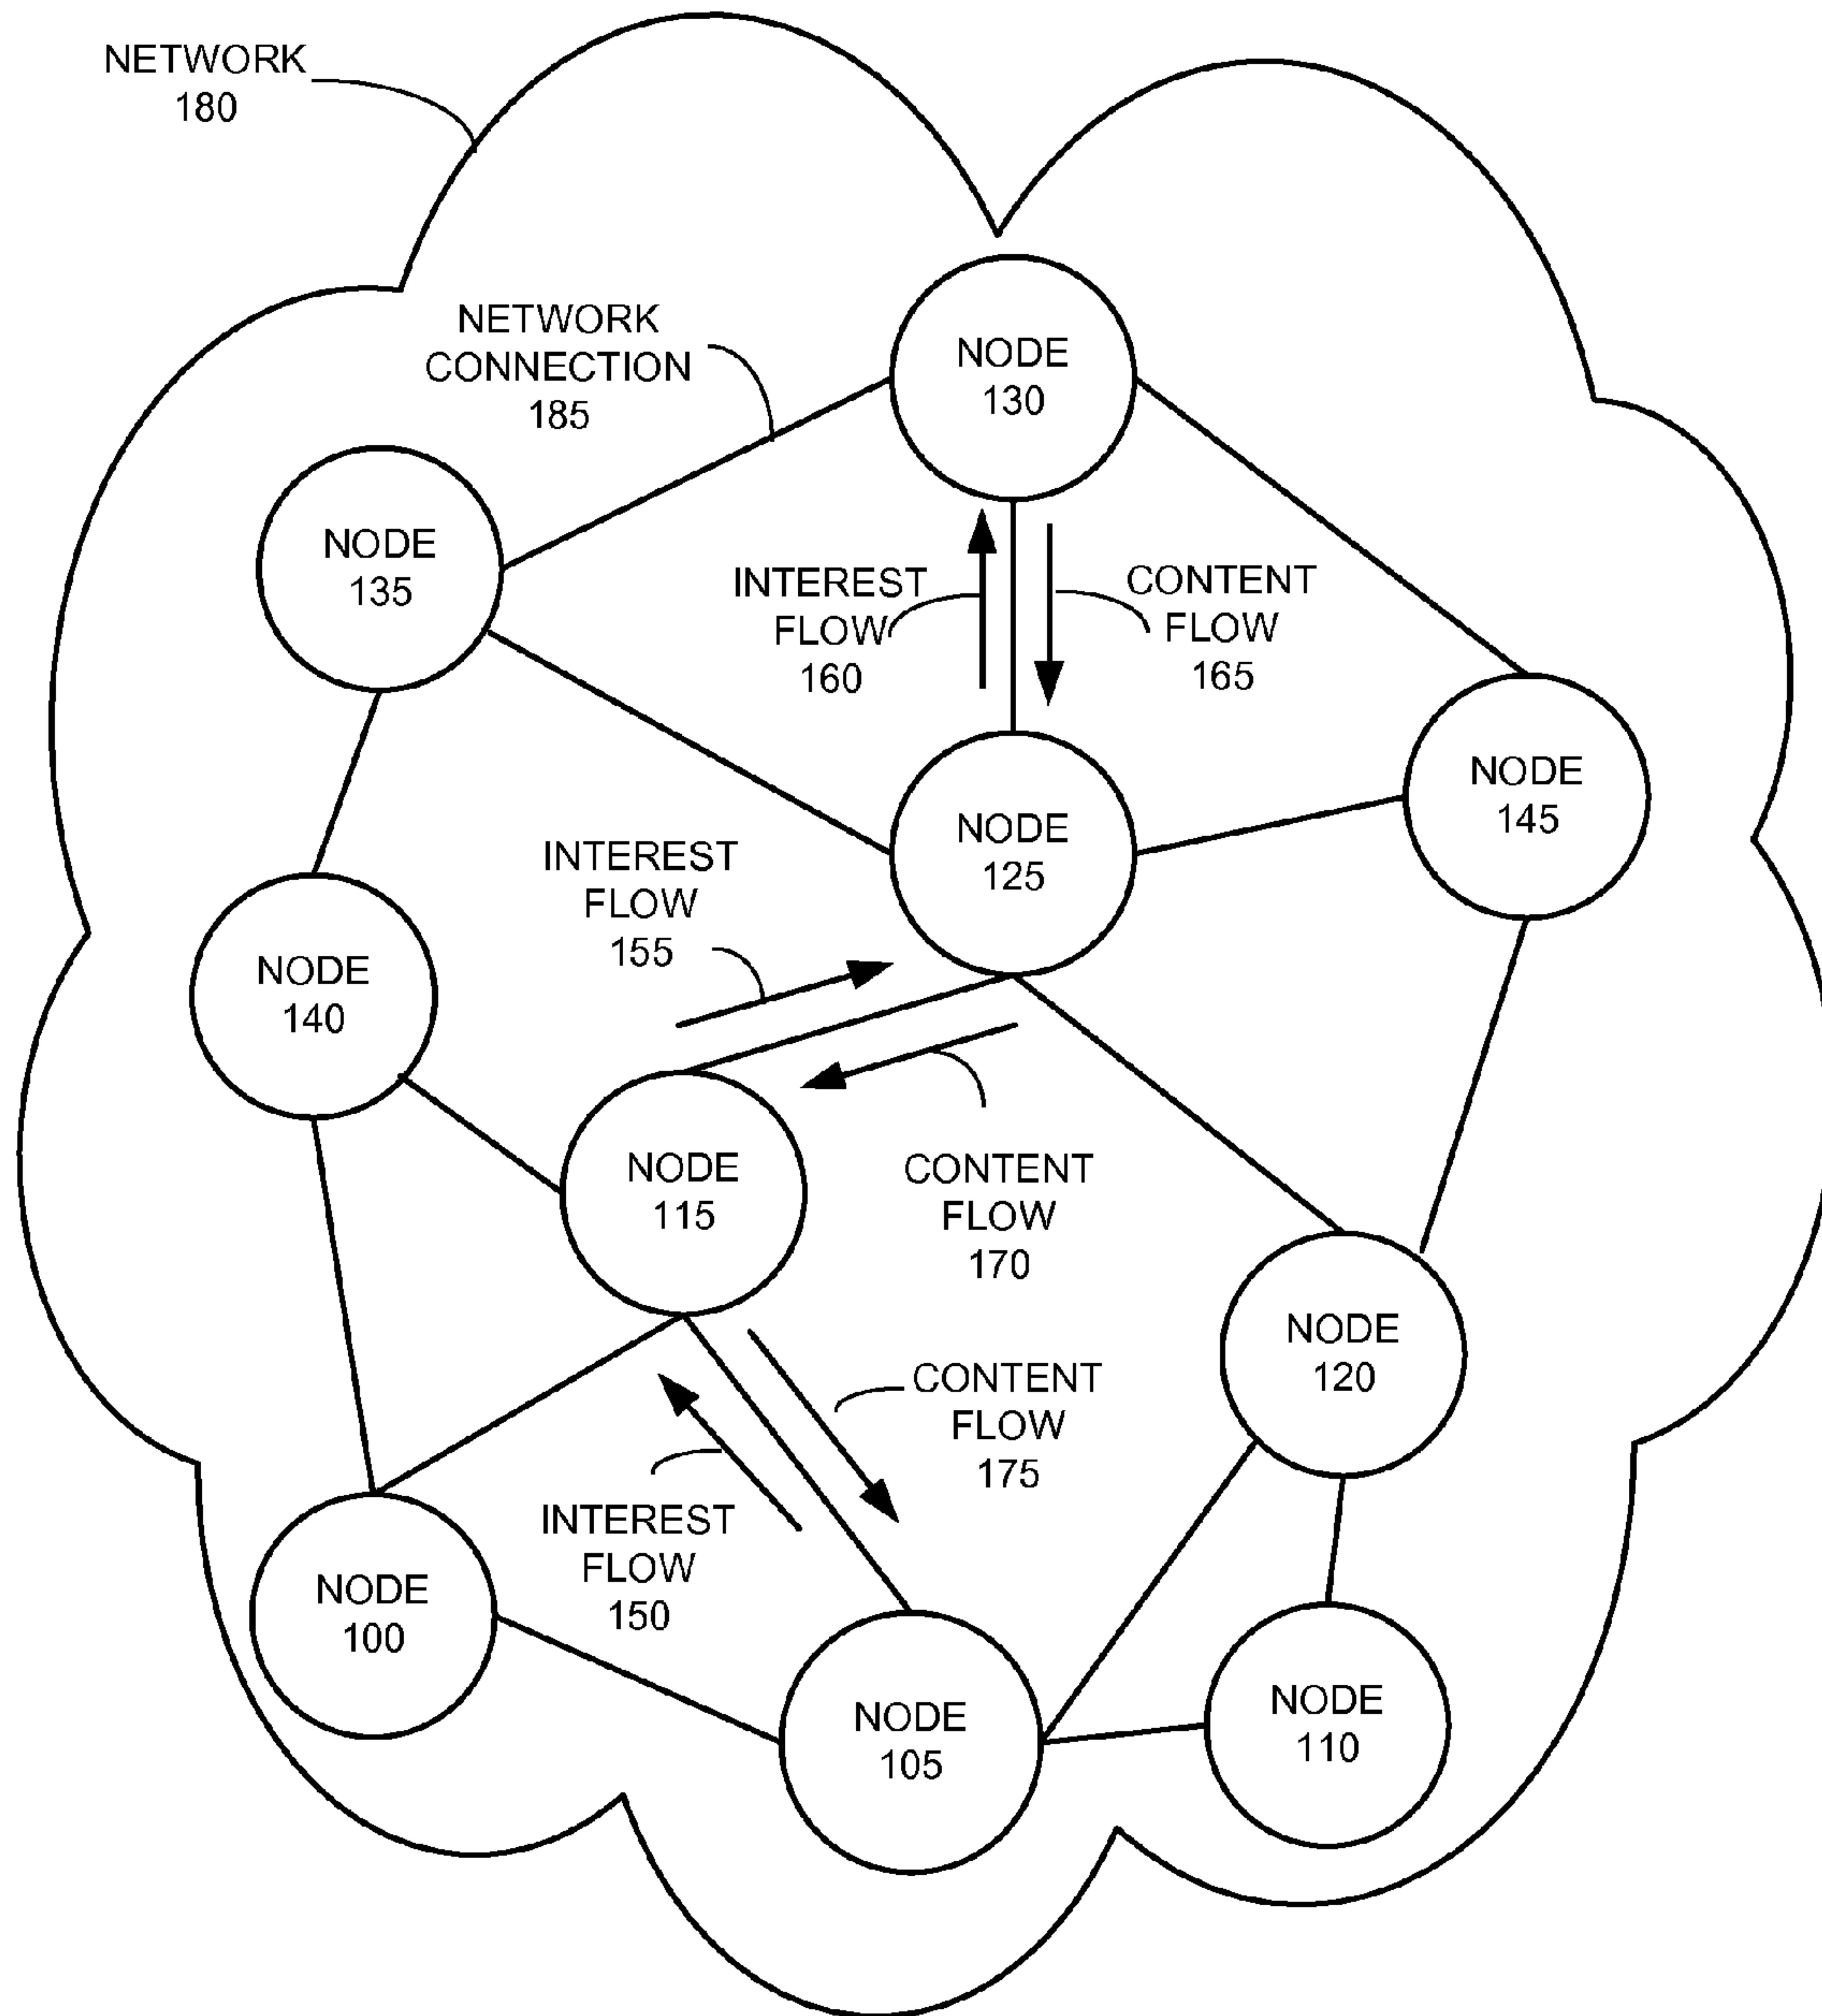 NETWORK
180
NETWORK
CONNECTION
185
NODE
130
NODE
135
INTEREST
FLOW
160
CONTENT
FLOW
165
NODE
145
NODE
125
INTEREST
FLOW
155
NODE
140
NODE
115
CONTENT
FLOW
170
NODE
120
CONTENT
FLOW
175
INTEREST
FLOW
150
NODE
100
NODE
105
NODE
110